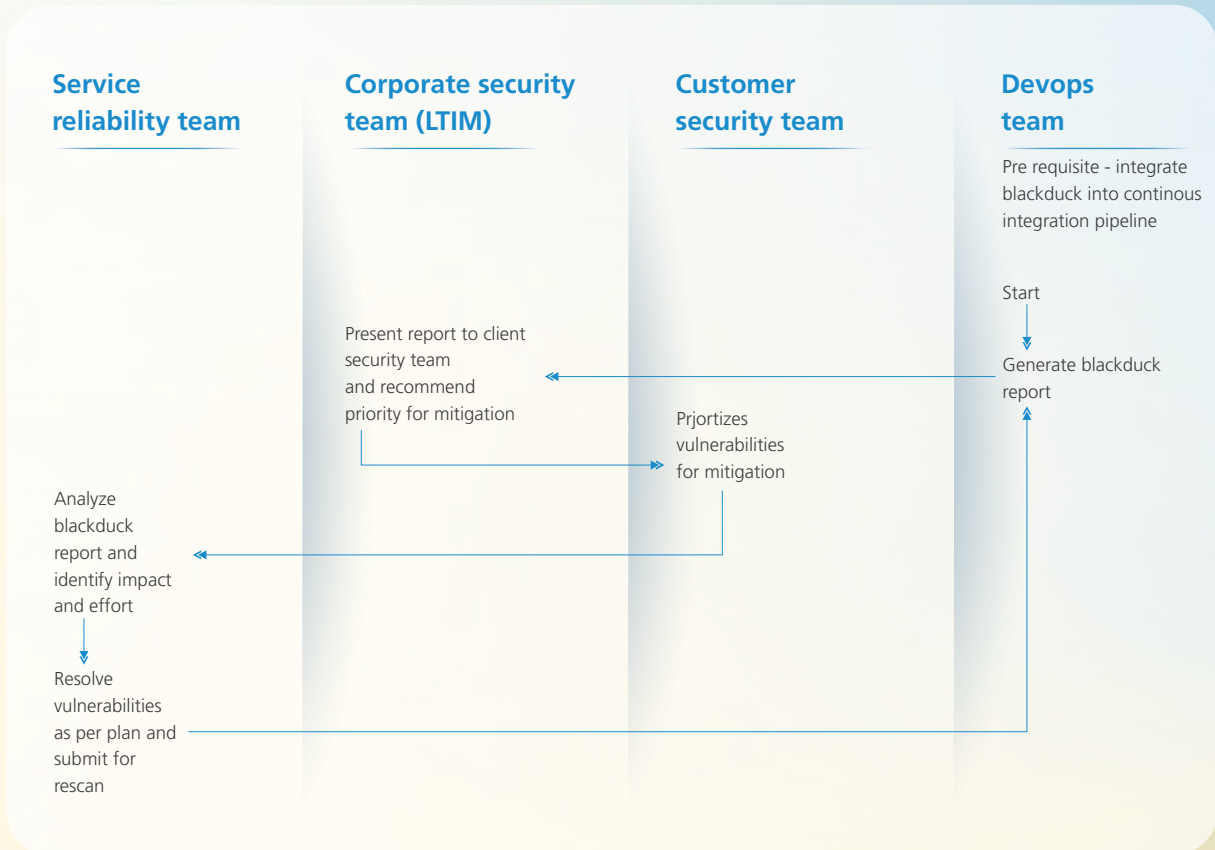 Service
reliability team
Corporate security
team (LTIM)
Customer
security team
Devops
team
Pre requisite - integrate
blackduck into continous
integration pipeline
Start
Generate blackduck
report
Present report to client
security team
and recommend
priority for mitigation
Prjortizes
vulnerabilities
for mitigation
Analyze
blackduck
report and
identify impact
and effort
Resolve
vulnerabilities
as per plan and
submit for
rescan